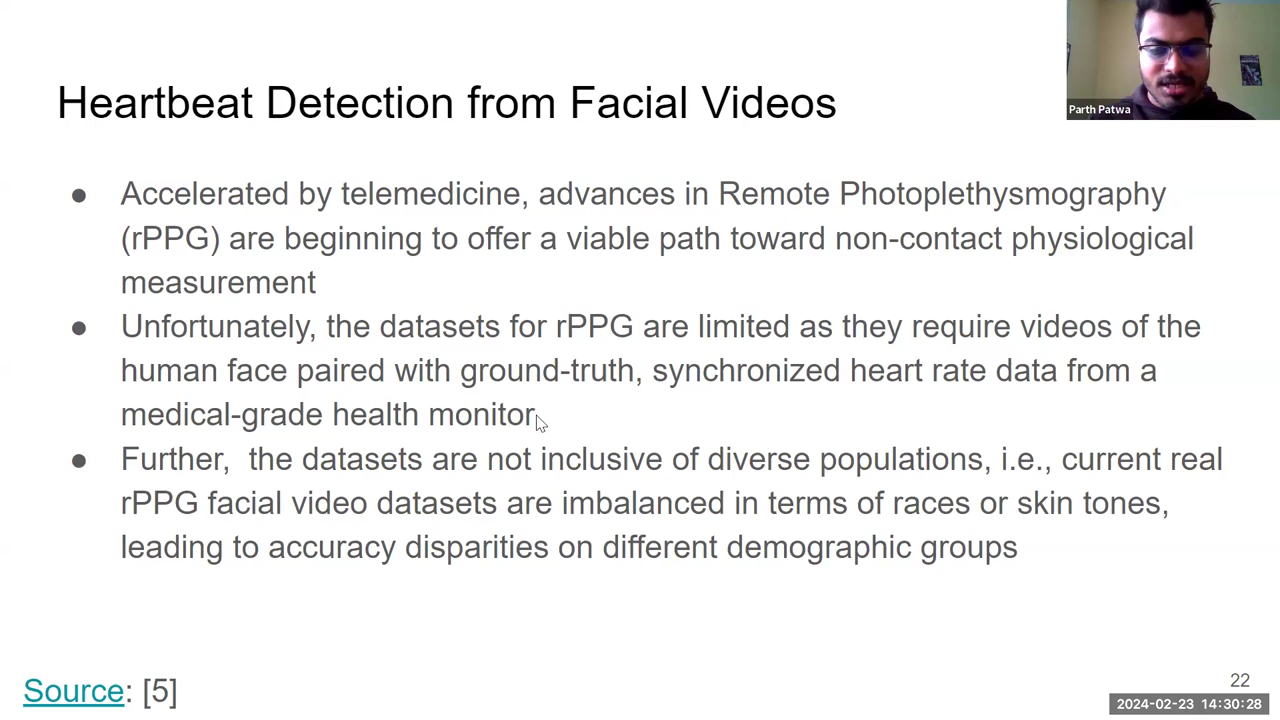 Heartbeat Detection from Facial Videos
Parth Patwa
● Accelerated by telemedicine, advances in Remote Photoplethysmography
(rPPG) are beginning to offer a viable path toward non-contact physiological
measurement
● Unfortunately, the datasets for rPPG are limited as they require videos of the
human face paired with ground-truth, synchronized heart rate data from a
medical-grade health monitor.
● Further,  the datasets are not inclusive of diverse populations, i.e., current real
rPPG facial video datasets are imbalanced in terms of races or skin tones,
leading to accuracy disparities on different demographic groups
Source: [5]
22
2024-02-23 14:30:28